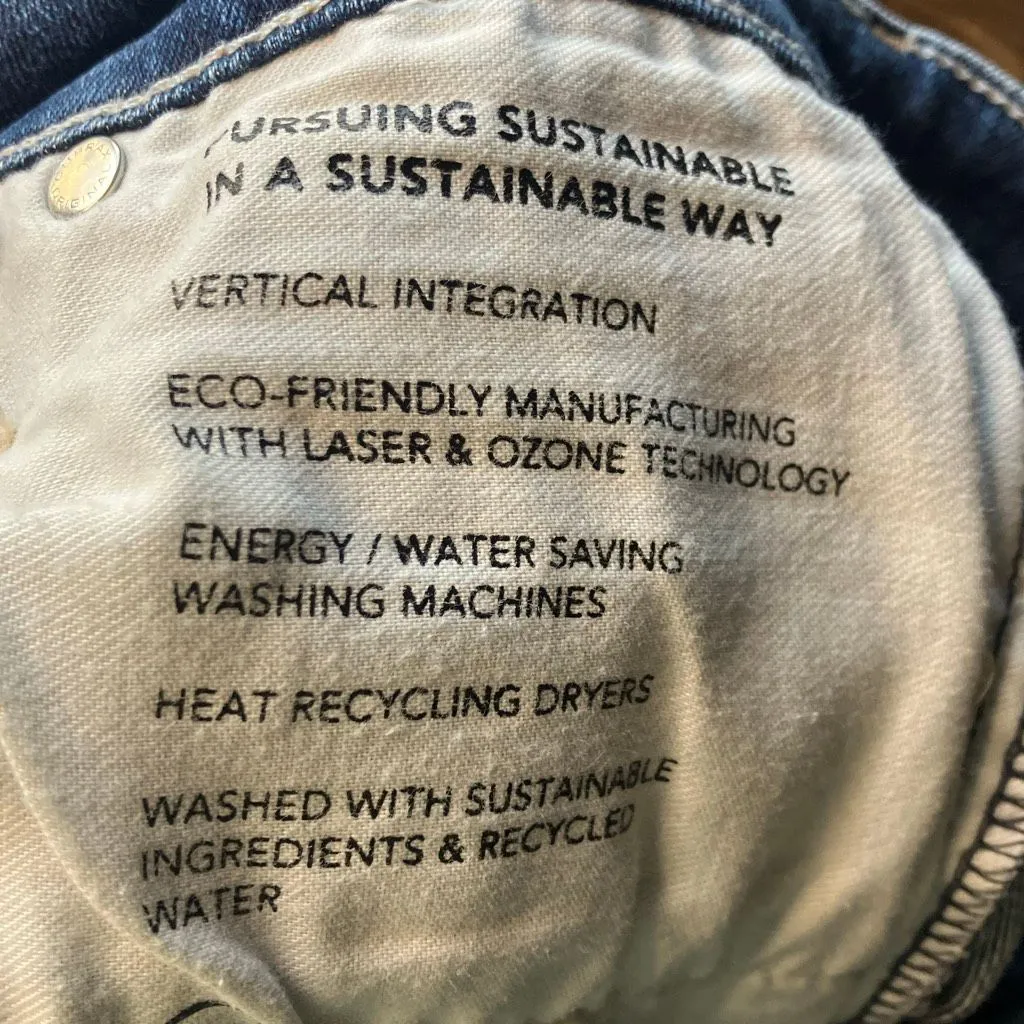 PURSUING SUSTAINABLE
IN A SUSTAINABLE WAY
VERTICAL INTEGRATION
ECO-FRIENDLY MANUFACTURING
WITH LASER & OZONE TECHNOLOGY
ENERGY / WATER SAVING
WASHING MACHINES
HEAT RECYCLING DRYERS
WASHED WITH SUSTAINABLE
INGREDIENTS & RECYCLED
WATER
ORIGINAL